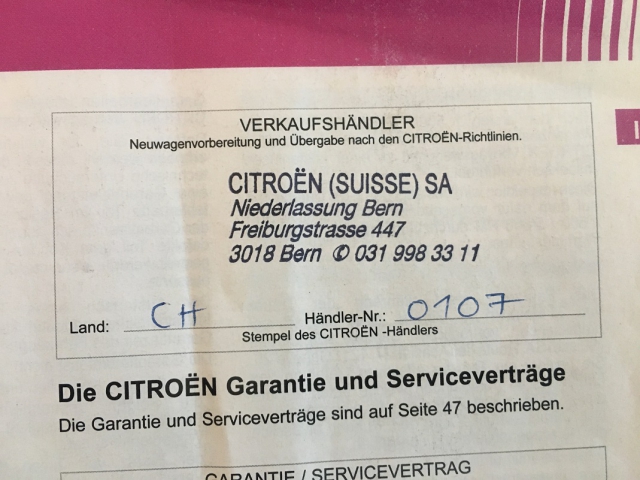 VERKAUFSHÄNDLER
Neuwagenvorbereitung und Übergabe nach den CITROËN-Richtlinien.
CITROËN (SUISSE) SA
Niederlassung Bern
Freiburgstrasse 447
3018 Bern ✆ 031 998 33 11
Land: CH Händler-Nr.: 0107
Stempel des CITROËN -Händlers
Die CITROËN Garantie und Serviceverträge
Die Garantie und Serviceverträge sind auf Seite 47 beschrieben.
GARANTIE / SERVICEVERTRAG